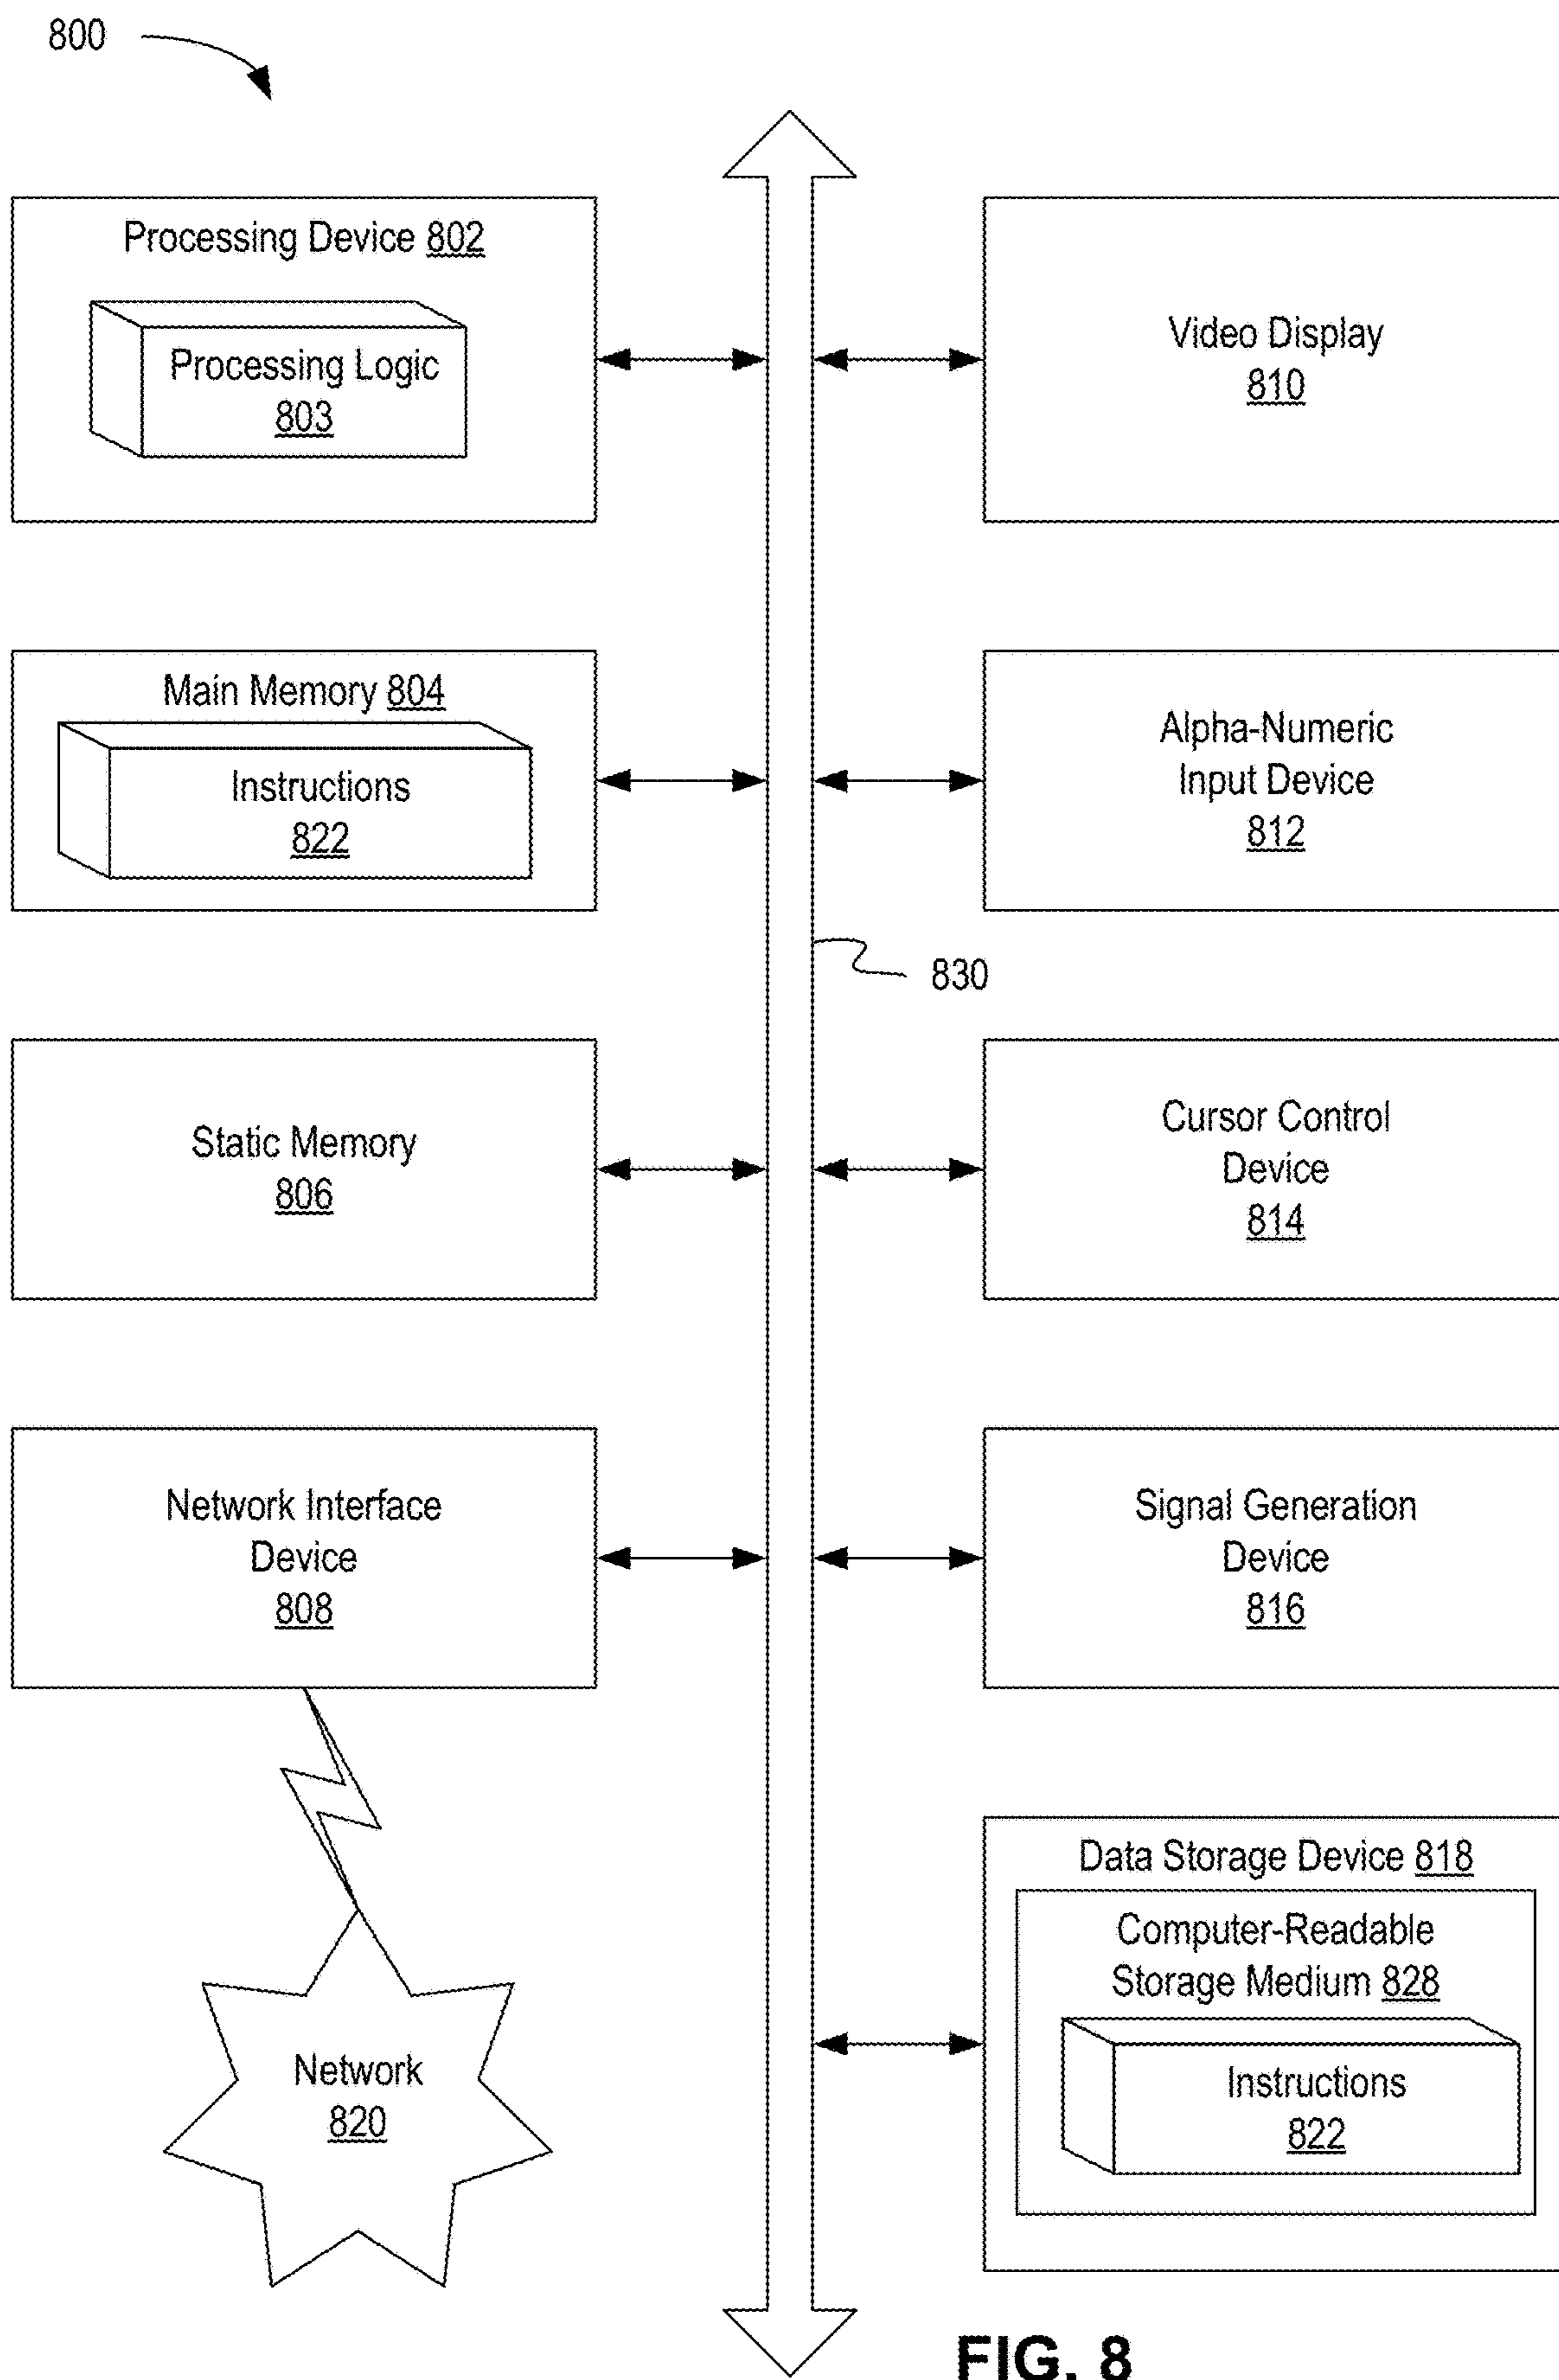 800
Processing Device 802
Processing Logic
803
Video Display
810
Main Memory 804
Instructions
822
Alpha-Numeric
Input Device
812
830
Static Memory
806
Cursor Control
Device
814
Network Interface
Device
808
Signal Generation
Device
816
Data Storage Device 818
Computer-Readable
Storage Medium 828
Instructions
822
Network
820
FIG. 8